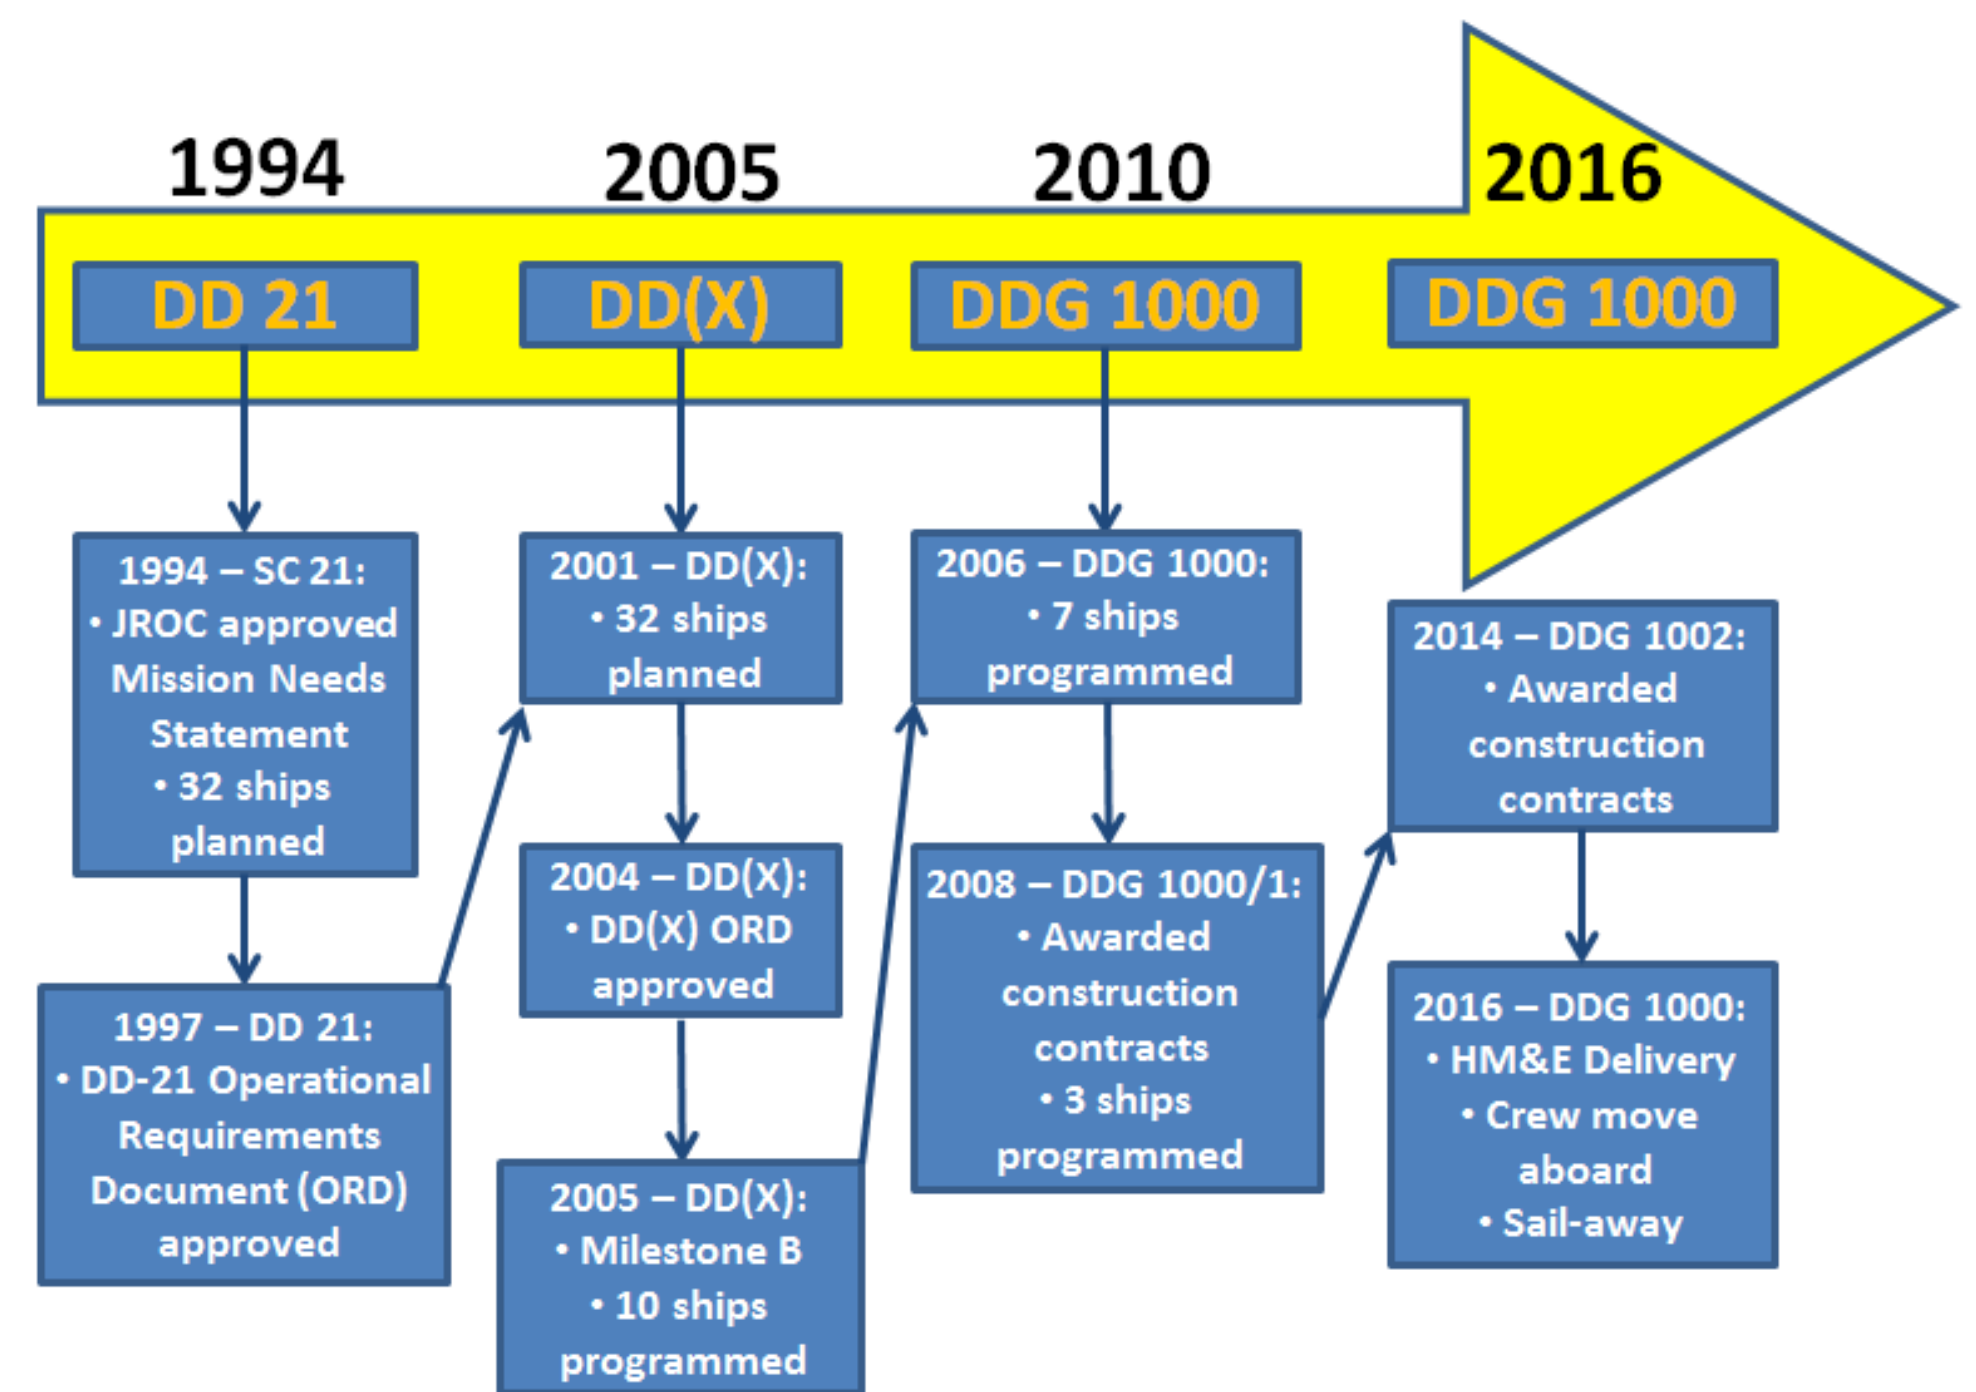 1994
2005
2010
2016
DD 21
DD(X)
DDG 1000
DDG 1000
1994 – SC 21:
• JROC approved
Mission Needs
Statement
• 32 ships
planned
1997 – DD 21:
• DD-21 Operational
Requirements
Document (ORD)
approved
2001 – DD(X):
• 32 ships
planned
2004 – DD(X):
• DD(X) ORD
approved
2005 – DD(X):
• Milestone B
• 10 ships
programmed
2006 – DDG 1000:
• 7 ships
programmed
2008 – DDG 1000/1:
• Awarded
construction
contracts
• 3 ships
programmed
2014 – DDG 1002:
• Awarded
construction
contracts
2016 – DDG 1000:
• HM&E Delivery
• Crew move
aboard
• Sail-away